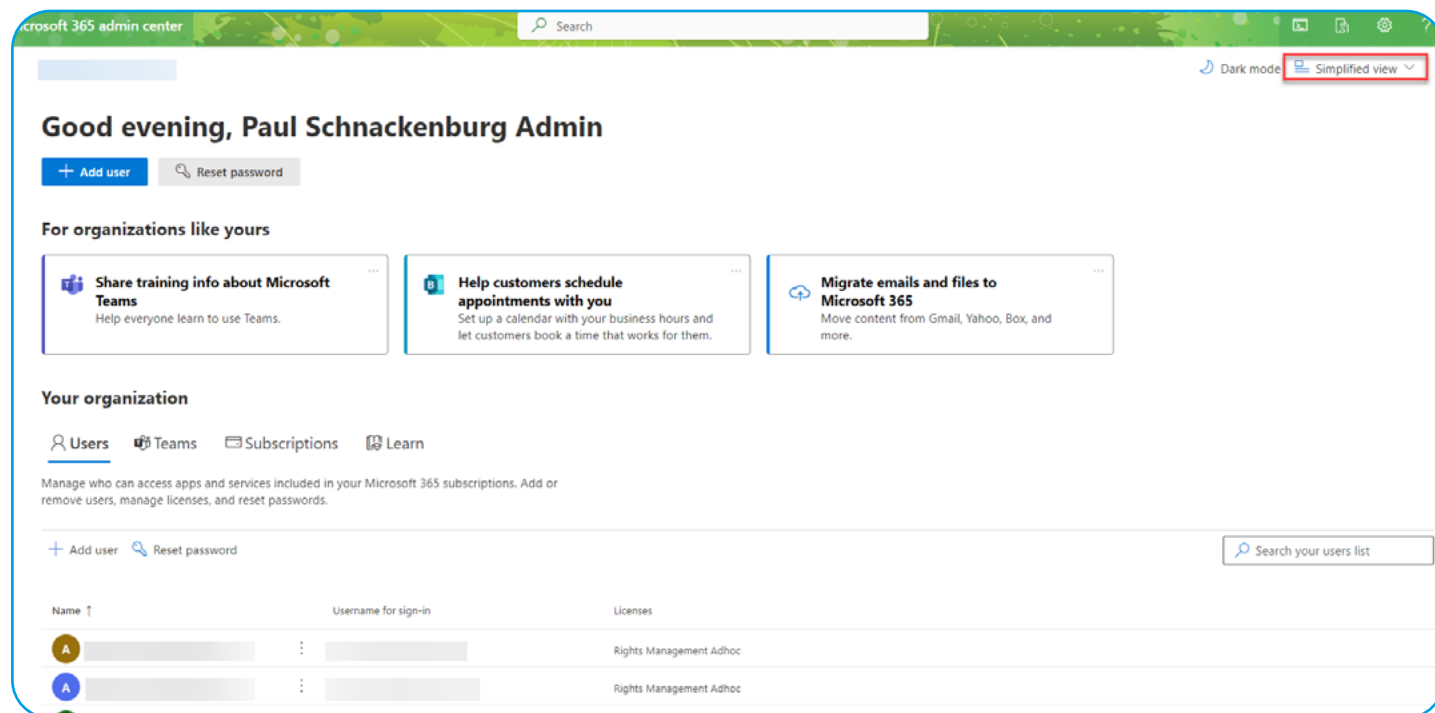 crosoft 365 admin center
Search
?
Dark mode
Simplified view
Good evening, Paul Schnackenburg Admin
Add user
Reset password
For organizations like yours
Share training info about Microsoft
Teams
Help everyone learn to use Teams.
Help customers schedule
appointments with you
Set up a calendar with your business hours and
let customers book a time that works for them.
Migrate emails and files to
Microsoft 365
Move content from Gmail, Yahoo, Box, and
more.
Your organization
Users
Teams
Subscriptions
Learn
Manage who can access apps and services included in your Microsoft 365 subscriptions. Add or
remove users, manage licenses, and reset passwords.
Add user
Reset password
Search your users list
Name ↑
Username for sign-in
Licenses
A
Rights Management Adhoc
A
Rights Management Adhoc